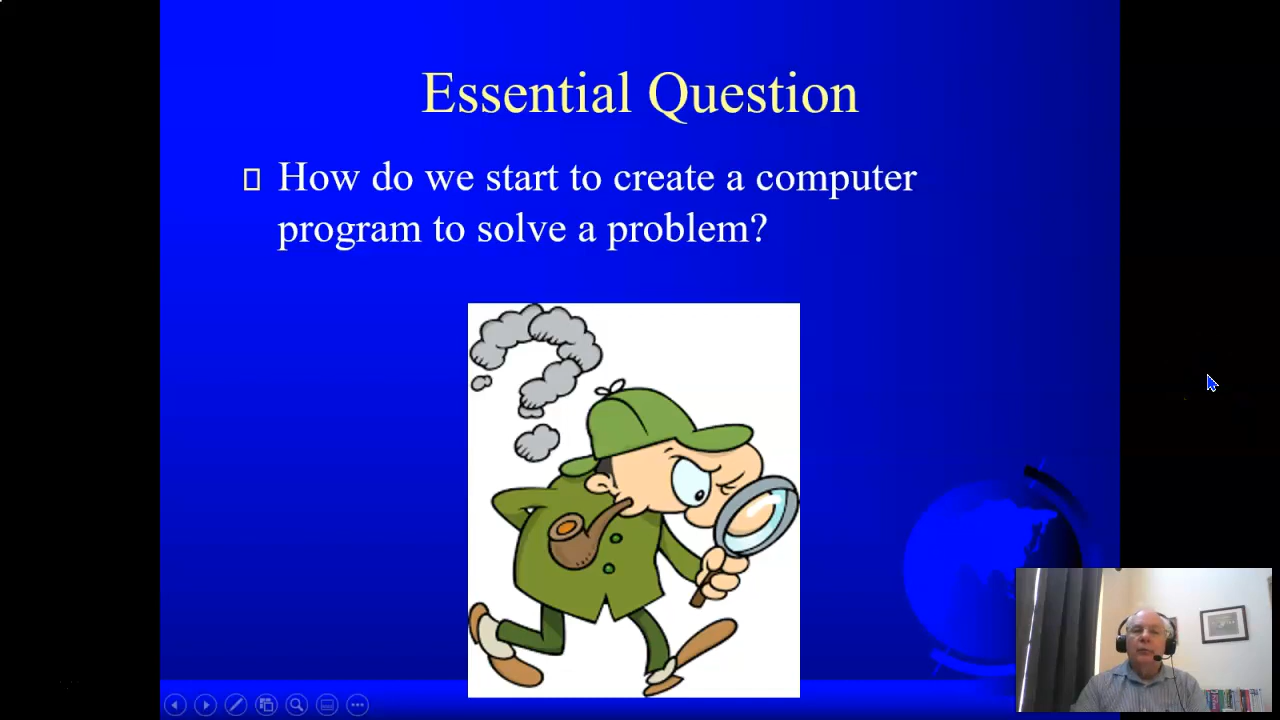 Essential Question
How do we start to create a computer
program to solve a problem?